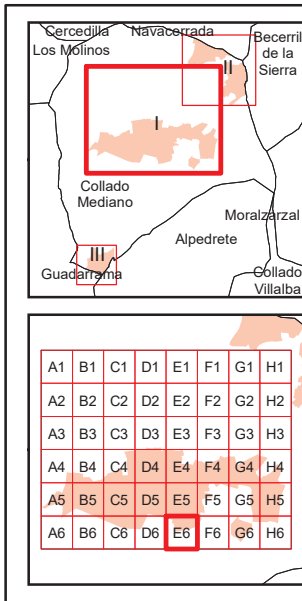 Cercedilla Navacerrada Becerril
Los Molinos de la
II Sierra
I
Collado
Mediano
Moralzarzal
Alpedrete
III
Guadarrama Collado
Villalba
A1 B1 C1 D1 E1 F1 G1 H1
A2 B2 C2 D2 E2 F2 G2 H2
A3 B3 C3 D3 E3 F3 G3 H3
A4 B4 C4 D4 E4 F4 G4 H4
A5 B5 C5 D5 E5 F5 G5 H5
A6 B6 C6 D6 E6 F6 G6 H6